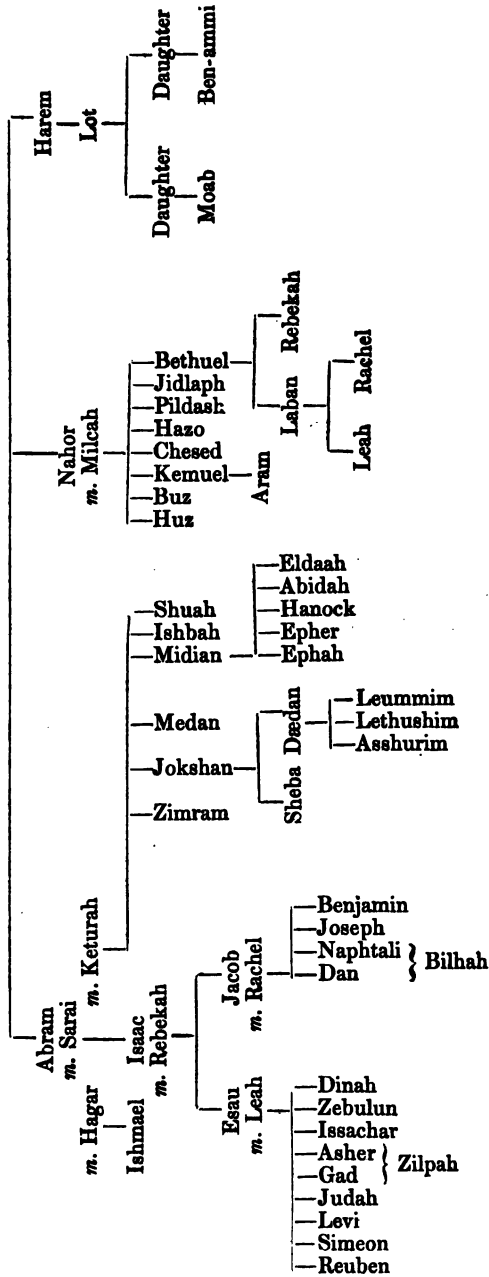 Abram
m. Sarai
m. Hagar
m. Keturah
Ishmael
Isaac
m. Rebekah
Esau
m. Leah
Jacob
m. Rachel
Reuben
Simeon
Levi
Judah
Gad
Asher
Zilpah
Issachar
Zebulun
Dinah
Dan
Naphtali
Bilhah
Joseph
Benjamin
Zimram
Jokshan
Medan
Midian
Ishbah
Shuah
Sheba
Dædan
Asshurim
Lethushim
Leummim
Ephah
Epher
Hanock
Abidah
Eldaah
Nahor
m. Milcah
Huz
Buz
Kemuel
Chesed
Hazo
Pildash
Jidlaph
Bethuel
Aram
Laban
Rebekah
Leah
Rachel
Harem
Lot
Daughter
Daughter
Moab
Ben-ammi